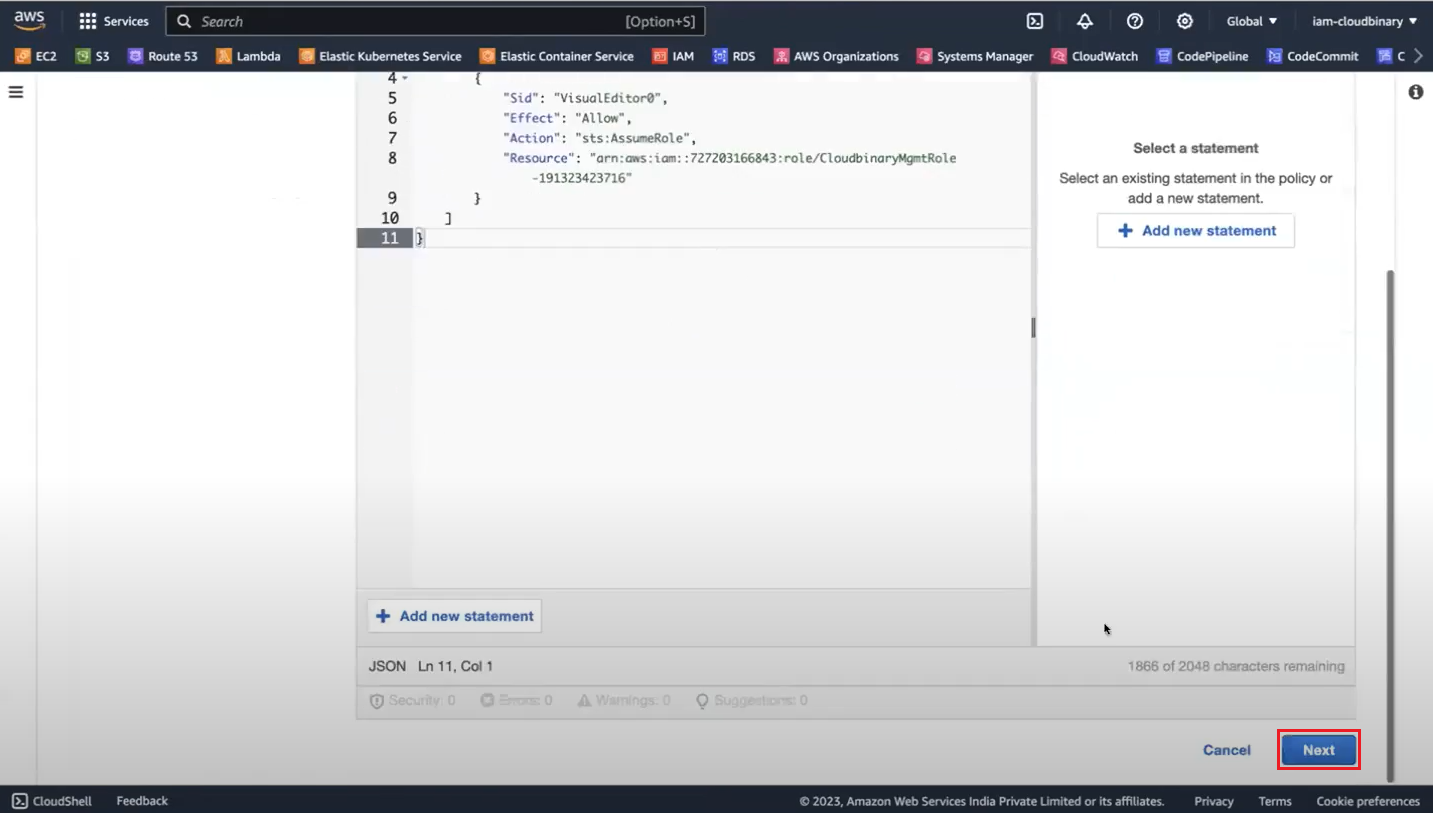 aws Services Search [Option+S] Global iam-cloudbinary
EC2 S3 Route 53 Lambda Elastic Kubernetes Service Elastic Container Service IAM RDS AWS Organizations Systems Manager CloudWatch CodePipeline CodeCommit C
4 {
5 "Sid": "VisualEditor0",
6 "Effect": "Allow",
7 "Action": "sts:AssumeRole",
8 "Resource": "arn:aws:iam::727203166843:role/CloudbinaryMgmtRole
-191323423716"
9 }
10 ]
11 }
Select a statement
Select an existing statement in the policy or
add a new statement.
+ Add new statement
+ Add new statement
JSON Ln 11, Col 1 1866 of 2048 characters remaining
Security: 0 Errors: 0 Warnings: 0 Suggestions: 0
Cancel Next
CloudShell Feedback © 2023, Amazon Web Services India Private Limited or its affiliates. Privacy Terms Cookie preferences